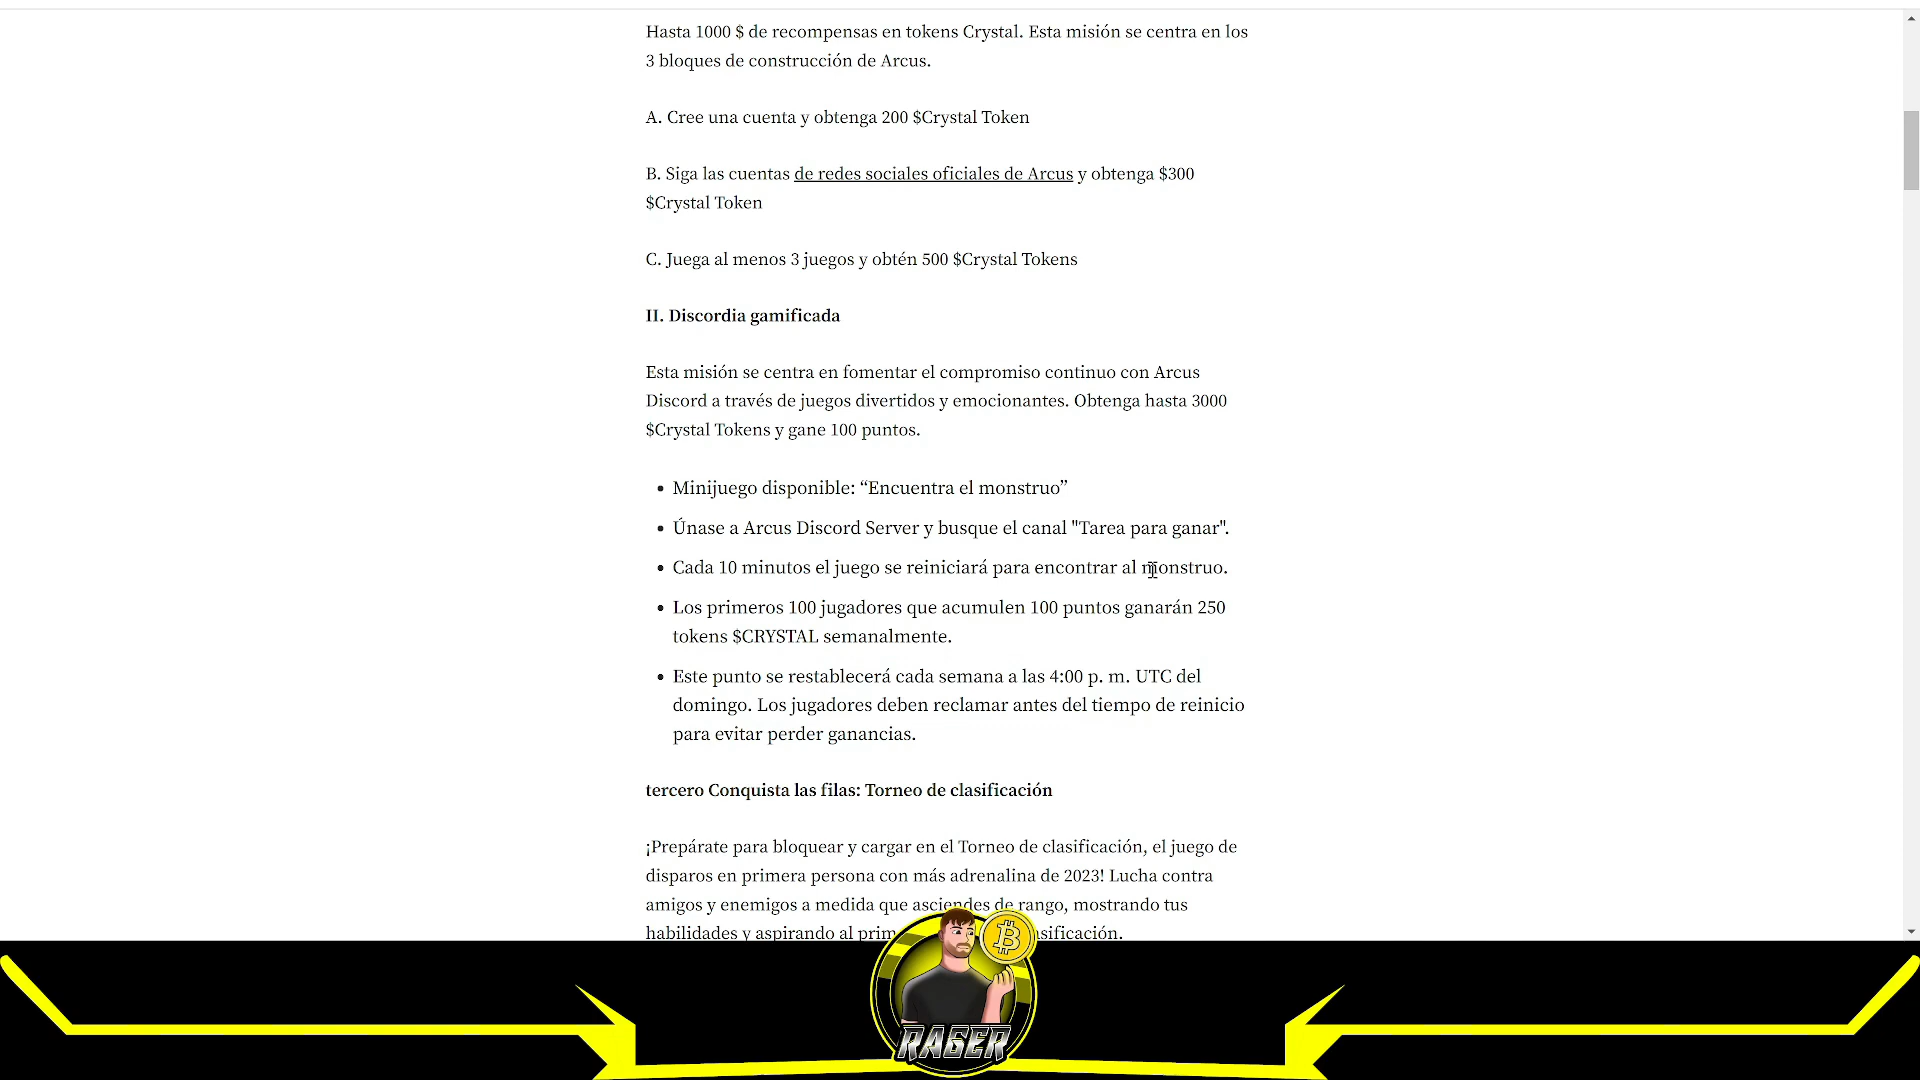 Hasta 1000 $ de recompensas en tokens Crystal. Esta misión se centra en los
3 bloques de construcción de Arcus.
A. Cree una cuenta y obtenga 200 $Crystal Token
B. Siga las cuentas de redes sociales oficiales de Arcus y obtenga $300
$Crystal Token
C. Juega al menos 3 juegos y obtén 500 $Crystal Tokens
II. Discordia gamificada
Esta misión se centra en fomentar el compromiso continuo con Arcus
Discord a través de juegos divertidos y emocionantes. Obtenga hasta 3000
$Crystal Tokens y gane 100 puntos.
• Minijuego disponible: “Encuentra el monstruo”
• Únase a Arcus Discord Server y busque el canal "Tarea para ganar".
• Cada 10 minutos el juego se reiniciará para encontrar al monstruo.
• Los primeros 100 jugadores que acumulen 100 puntos ganarán 250
tokens $CRYSTAL semanalmente.
• Este punto se restablecerá cada semana a las 4:00 p. m. UTC del
domingo. Los jugadores deben reclamar antes del tiempo de reinicio
para evitar perder ganancias.
tercero Conquista las filas: Torneo de clasificación
¡Prepárate para bloquear y cargar en el Torneo de clasificación, el juego de
disparos en primera persona con más adrenalina de 2023! Lucha contra
amigos y enemigos a medida que asciendes de rango, mostrando tus
habilidades y aspirando al prim asificación.
RAGER